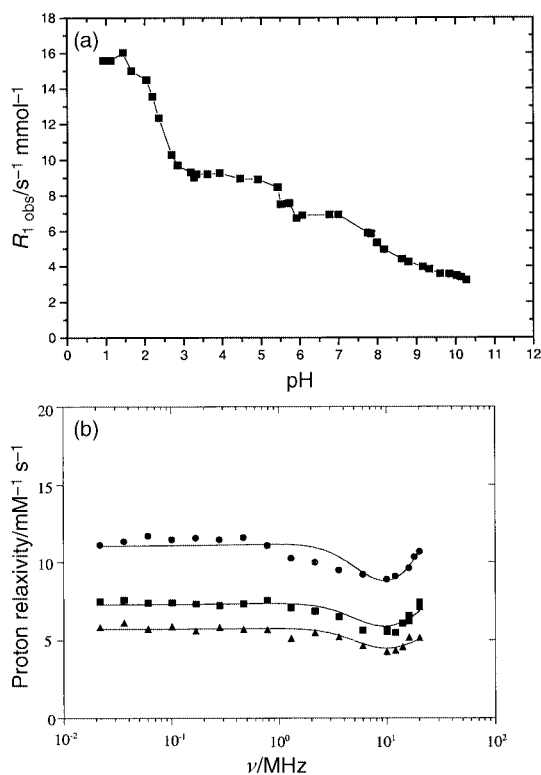 (a)
18
16
14
12
10
8
6
4
2
0
R1 obs/s⁻¹ mmol⁻¹
0 1 2 3 4 5 6 7 8 9 10 11 12
pH
(b)
20
15
10
5
0
Proton relaxivity/mM⁻¹ s⁻¹
10⁻² 10⁻¹ 10⁰ 10¹ 10²
ν/MHz